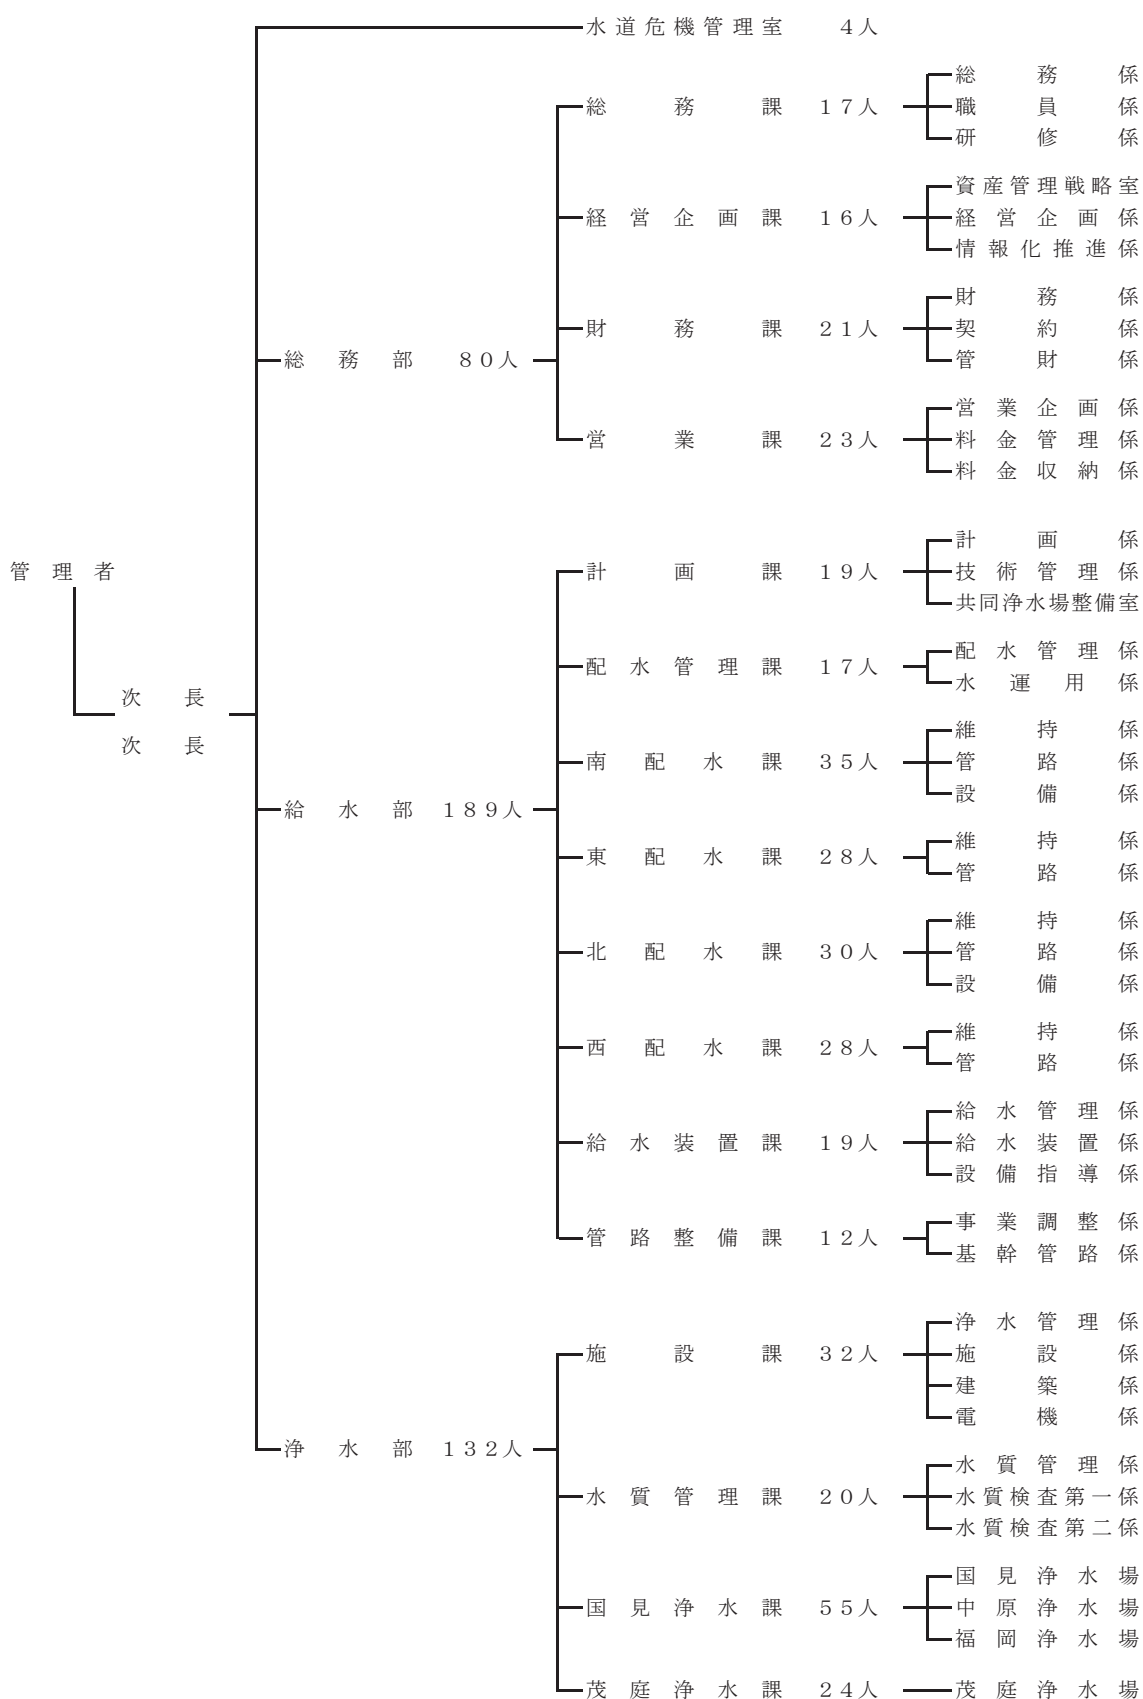 水道危機管理室 4人
総務係
総務課 17人 職員係
研修係
資産管理戦略室
経営企画課 16人 経営企画係
情報化推進係
財務係
財務課 21人 契約係
総務部 80人 管財係
営業企画係
営業課 23人 料金管理係
料金収納係
計画係
管理者 計画課 19人 技術管理係
共同浄水場整備室
配水管理係
配水管理課 17人
水運用係
次長
維持係
次長
南配水課 35人 管路係
設備係
給水部 189人
維持係
東配水課 28人
管路係
維持係
北配水課 30人 管路係
設備係
維持係
西配水課 28人
管路係
給水管理係
給水装置課 19人 給水装置係
設備指導係
事業調整係
管路整備課 12人
基幹管路係
浄水管理係
施設課 32人 施設係
建築係
電機係
浄水部 132人
水質管理係
水質管理課 20人 水質検査第一係
水質検査第二係
国見浄水場
国見浄水課 55人 中原浄水場
福岡浄水場
茂庭浄水課 24人 茂庭浄水場